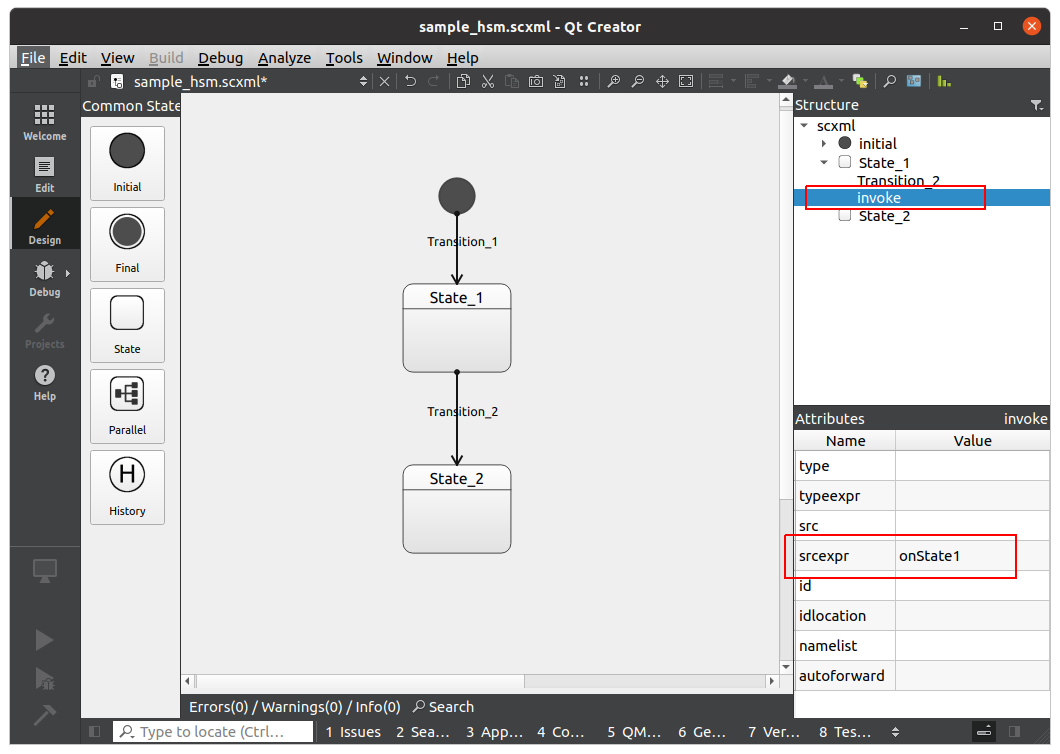 sample_hsm.scxml - Qt Creator
File Edit View Build Debug Analyze Tools Window Help
sample_hsm.scxml*
Welcome
Edit
Design
Debug
Projects
Help
Common State
Initial
Final
State
Parallel
H
History
Transition_1
State_1
Transition_2
State_2
Structure
scxml
initial
State_1
Transition_2
invoke
State_2
Attributes invoke
Name Value
type
typeexpr
src
srcexpr onState1
id
idlocation
namelist
autoforward
Errors(0) / Warnings(0) / Info(0) Search
Type to locate (Ctrl... 1 Issues 2 Sea... 3 App... 4 Co... 5 QM... 6 Ge... 7 Ver... 8 Tes...